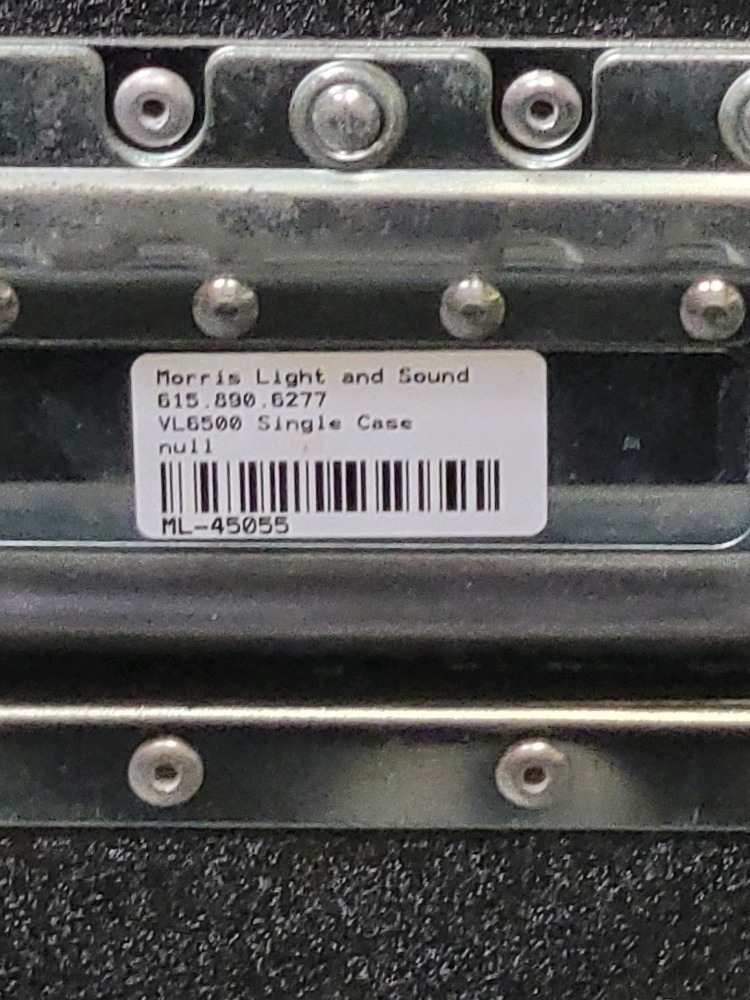 Morris Light and Sound
615.890.6277
VL6500 Single Case
null
ML-45055